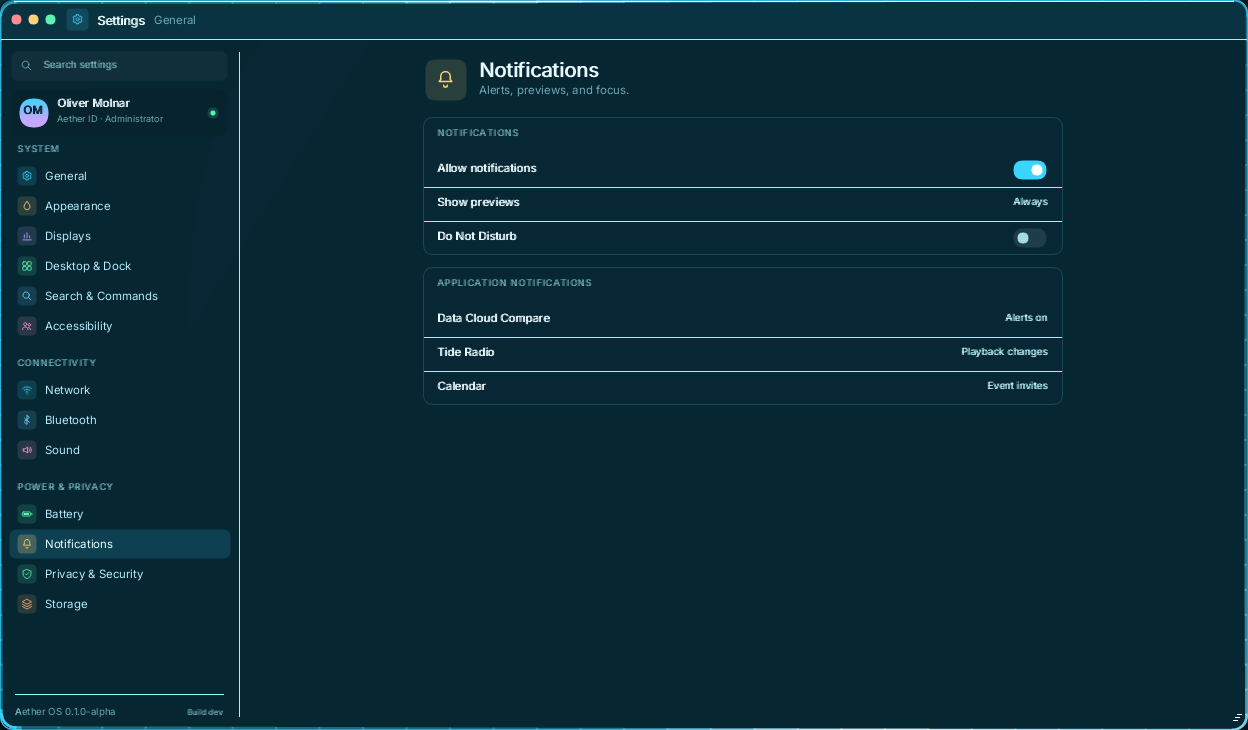 Settings General
Search settings
OM
Oliver Molnar
Aether ID · Administrator
SYSTEM
General
Appearance
Displays
Desktop & Dock
Search & Commands
Accessibility
CONNECTIVITY
Network
Bluetooth
Sound
POWER & PRIVACY
Battery
Notifications
Privacy & Security
Storage
Aether OS 0.1.0-alpha Build dev
Notifications
Alerts, previews, and focus.
NOTIFICATIONS
Allow notifications
Show previews Always
Do Not Disturb
APPLICATION NOTIFICATIONS
Data Cloud Compare Alerts on
Tide Radio Playback changes
Calendar Event invites